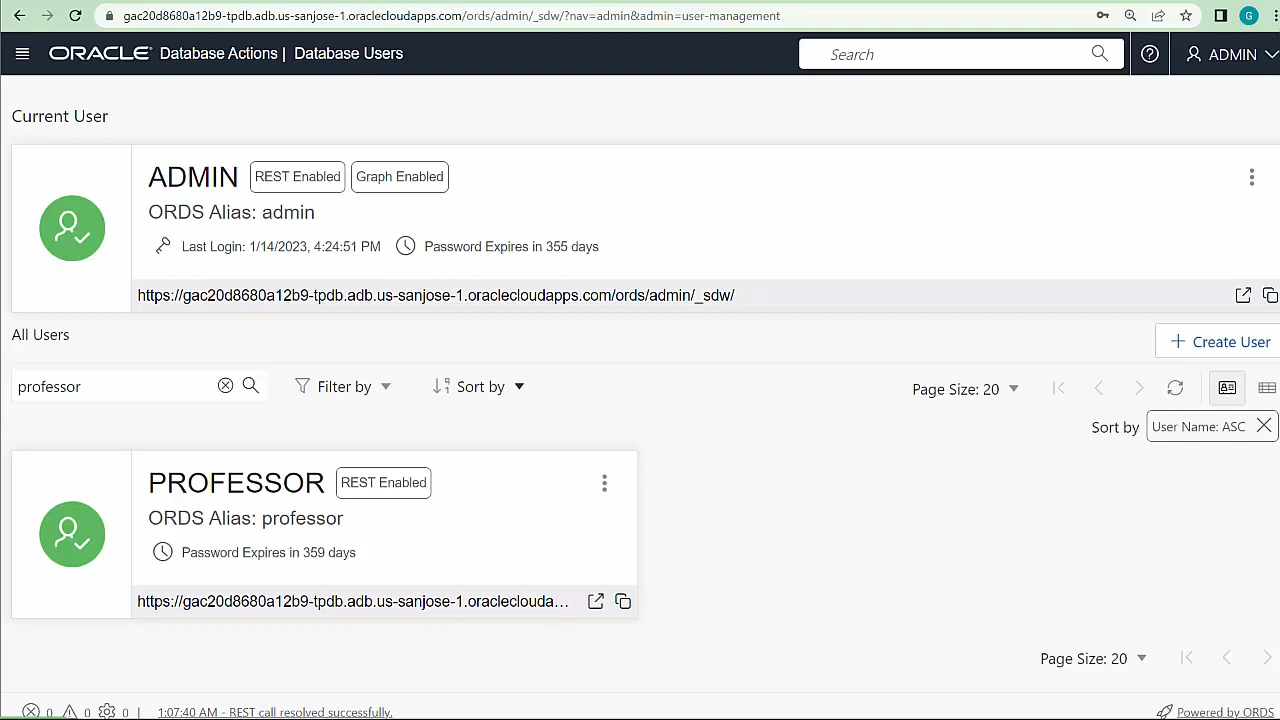 gac20d8680a12b9-tpdb.adb.us-sanjose-1.oraclecloudapps.com/ords/admin/_sdw/?nav=admin&admin=user-management
G
ORACLE Database Actions | Database Users
Search
ADMIN
Current User
ADMIN REST Enabled Graph Enabled
ORDS Alias: admin
Last Login: 1/14/2023, 4:24:51 PM Password Expires in 355 days
https://gac20d8680a12b9-tpdb.adb.us-sanjose-1.oraclecloudapps.com/ords/admin/_sdw/
All Users
+ Create User
professor Filter by Sort by Page Size: 20
Sort by User Name: ASC
PROFESSOR REST Enabled
ORDS Alias: professor
Password Expires in 359 days
https://gac20d8680a12b9-tpdb.adb.us-sanjose-1.oracleclouda...
Page Size: 20
0 0 0 | 1:07:40 AM - REST call resolved successfully. Powered by ORDS